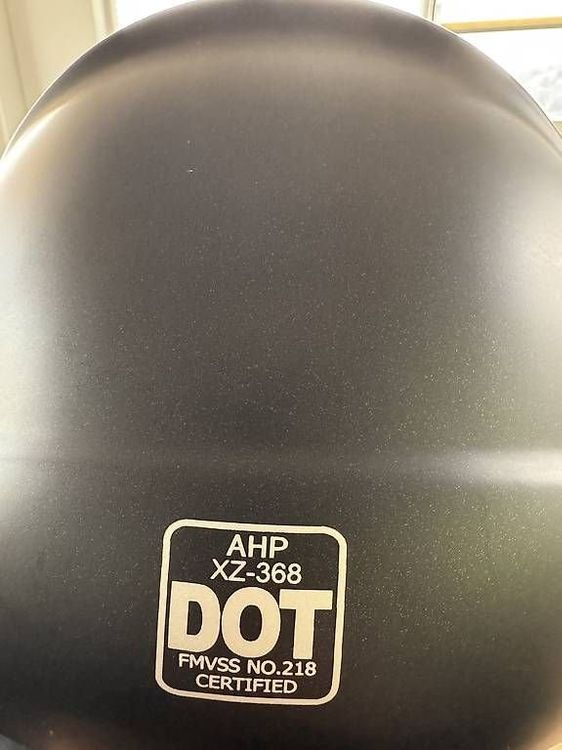 AHP
XZ-368
DOT
FMVSS NO.218
CERTIFIED